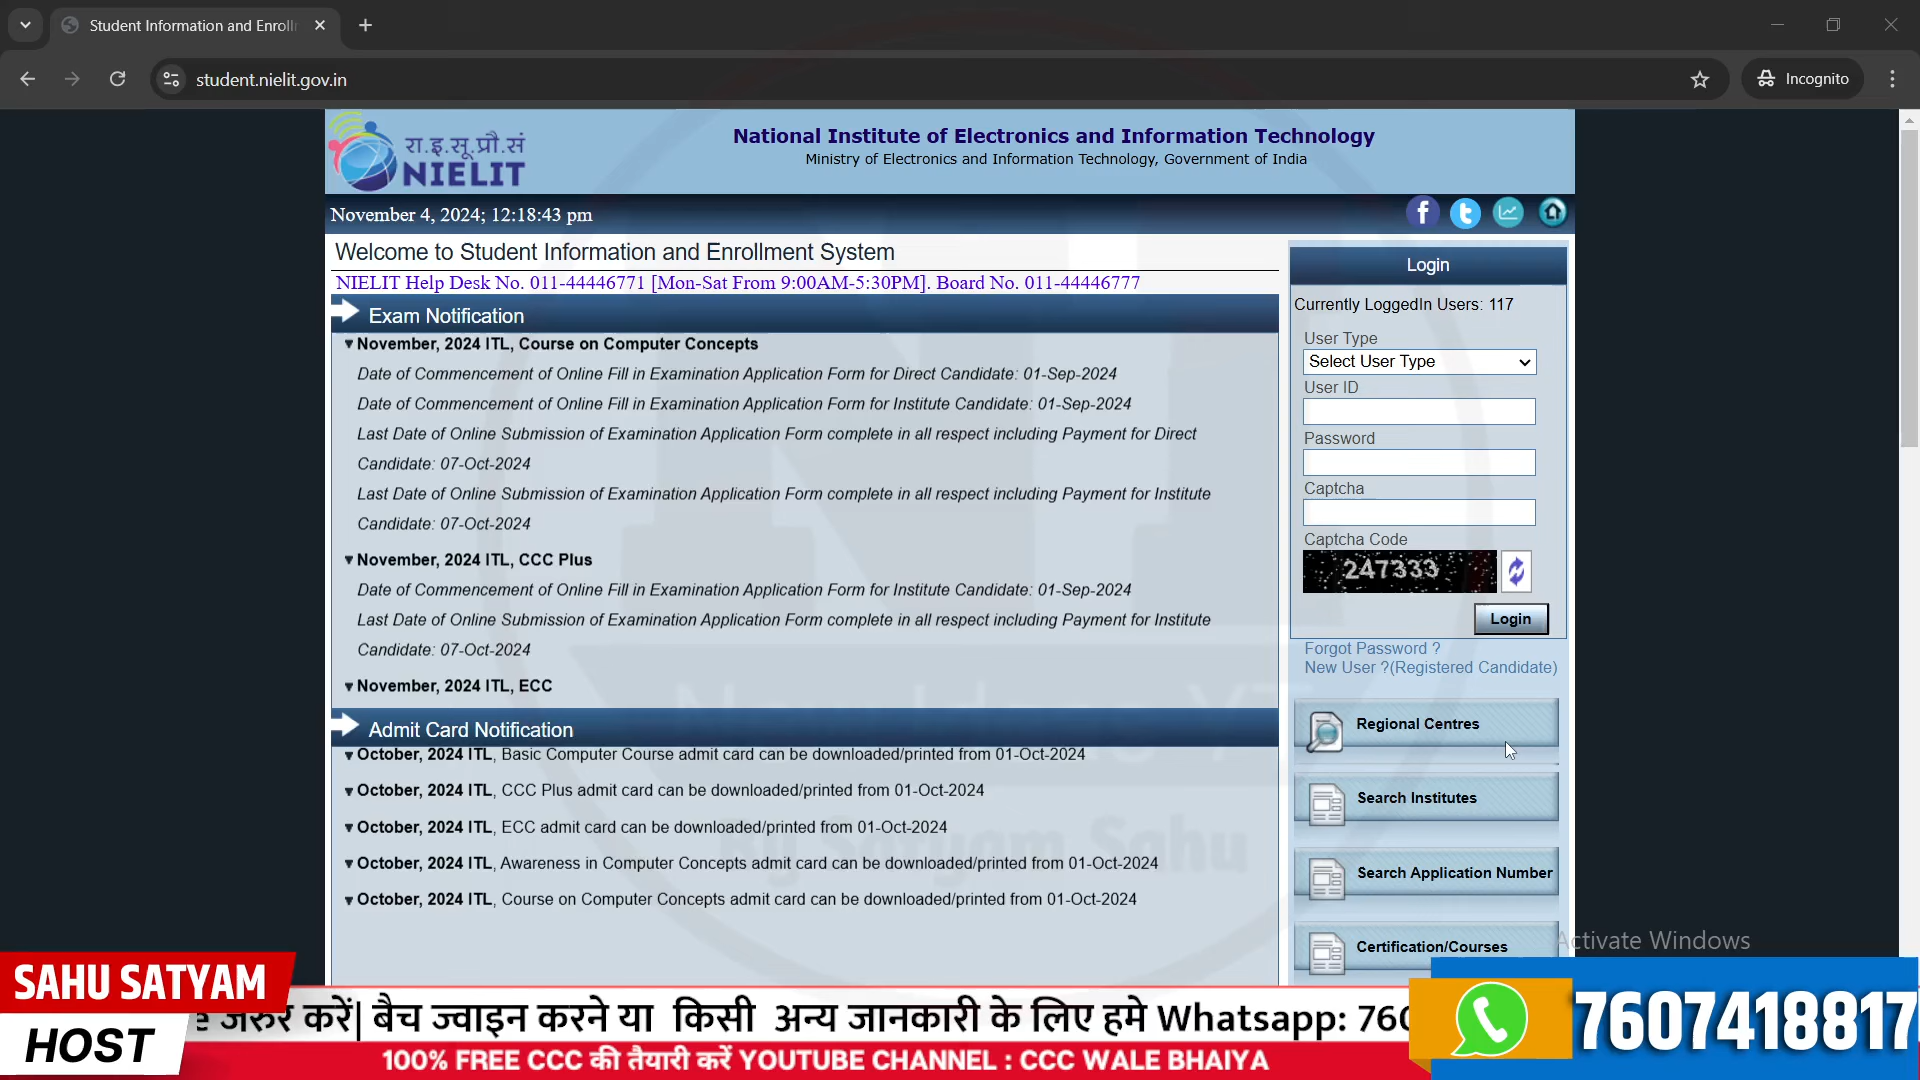 Student Information and Enrolln
student.nielit.gov.in
Incognito
रा.इ.सू.प्रौ.सं
NIELIT
National Institute of Electronics and Information Technology
Ministry of Electronics and Information Technology, Government of India
November 4, 2024; 12:18:43 pm
Welcome to Student Information and Enrollment System
NIELIT Help Desk No. 011-44446771 [Mon-Sat From 9:00AM-5:30PM]. Board No. 011-44446777
Exam Notification
November, 2024 ITL, Course on Computer Concepts
Date of Commencement of Online Fill in Examination Application Form for Direct Candidate: 01-Sep-2024
Date of Commencement of Online Fill in Examination Application Form for Institute Candidate: 01-Sep-2024
Last Date of Online Submission of Examination Application Form complete in all respect including Payment for Direct
Candidate: 07-Oct-2024
Last Date of Online Submission of Examination Application Form complete in all respect including Payment for Institute
Candidate: 07-Oct-2024
November, 2024 ITL, CCC Plus
Date of Commencement of Online Fill in Examination Application Form for Institute Candidate: 01-Sep-2024
Last Date of Online Submission of Examination Application Form complete in all respect including Payment for Institute
Candidate: 07-Oct-2024
November, 2024 ITL, ECC
Admit Card Notification
October, 2024 ITL, Basic Computer Course admit card can be downloaded/printed from 01-Oct-2024
October, 2024 ITL, CCC Plus admit card can be downloaded/printed from 01-Oct-2024
October, 2024 ITL, ECC admit card can be downloaded/printed from 01-Oct-2024
October, 2024 ITL, Awareness in Computer Concepts admit card can be downloaded/printed from 01-Oct-2024
October, 2024 ITL, Course on Computer Concepts admit card can be downloaded/printed from 01-Oct-2024
Login
Currently LoggedIn Users: 117
User Type
Select User Type
User ID
Password
Captcha
Captcha Code
247333
Login
Forgot Password ?
New User ?(Registered Candidate)
Regional Centres
Search Institutes
Search Application Number
Certification/Courses
By Satyam Sahu
Activate Windows
SAHU SATYAM
HOST
जरुर करें| बैच ज्वाइन करने या किसी अन्य जानकारी के लिए हमे Whatsapp: 760
7607418817
100% FREE CCC की तैयारी करें YOUTUBE CHANNEL : CCC WALE BHAIYA